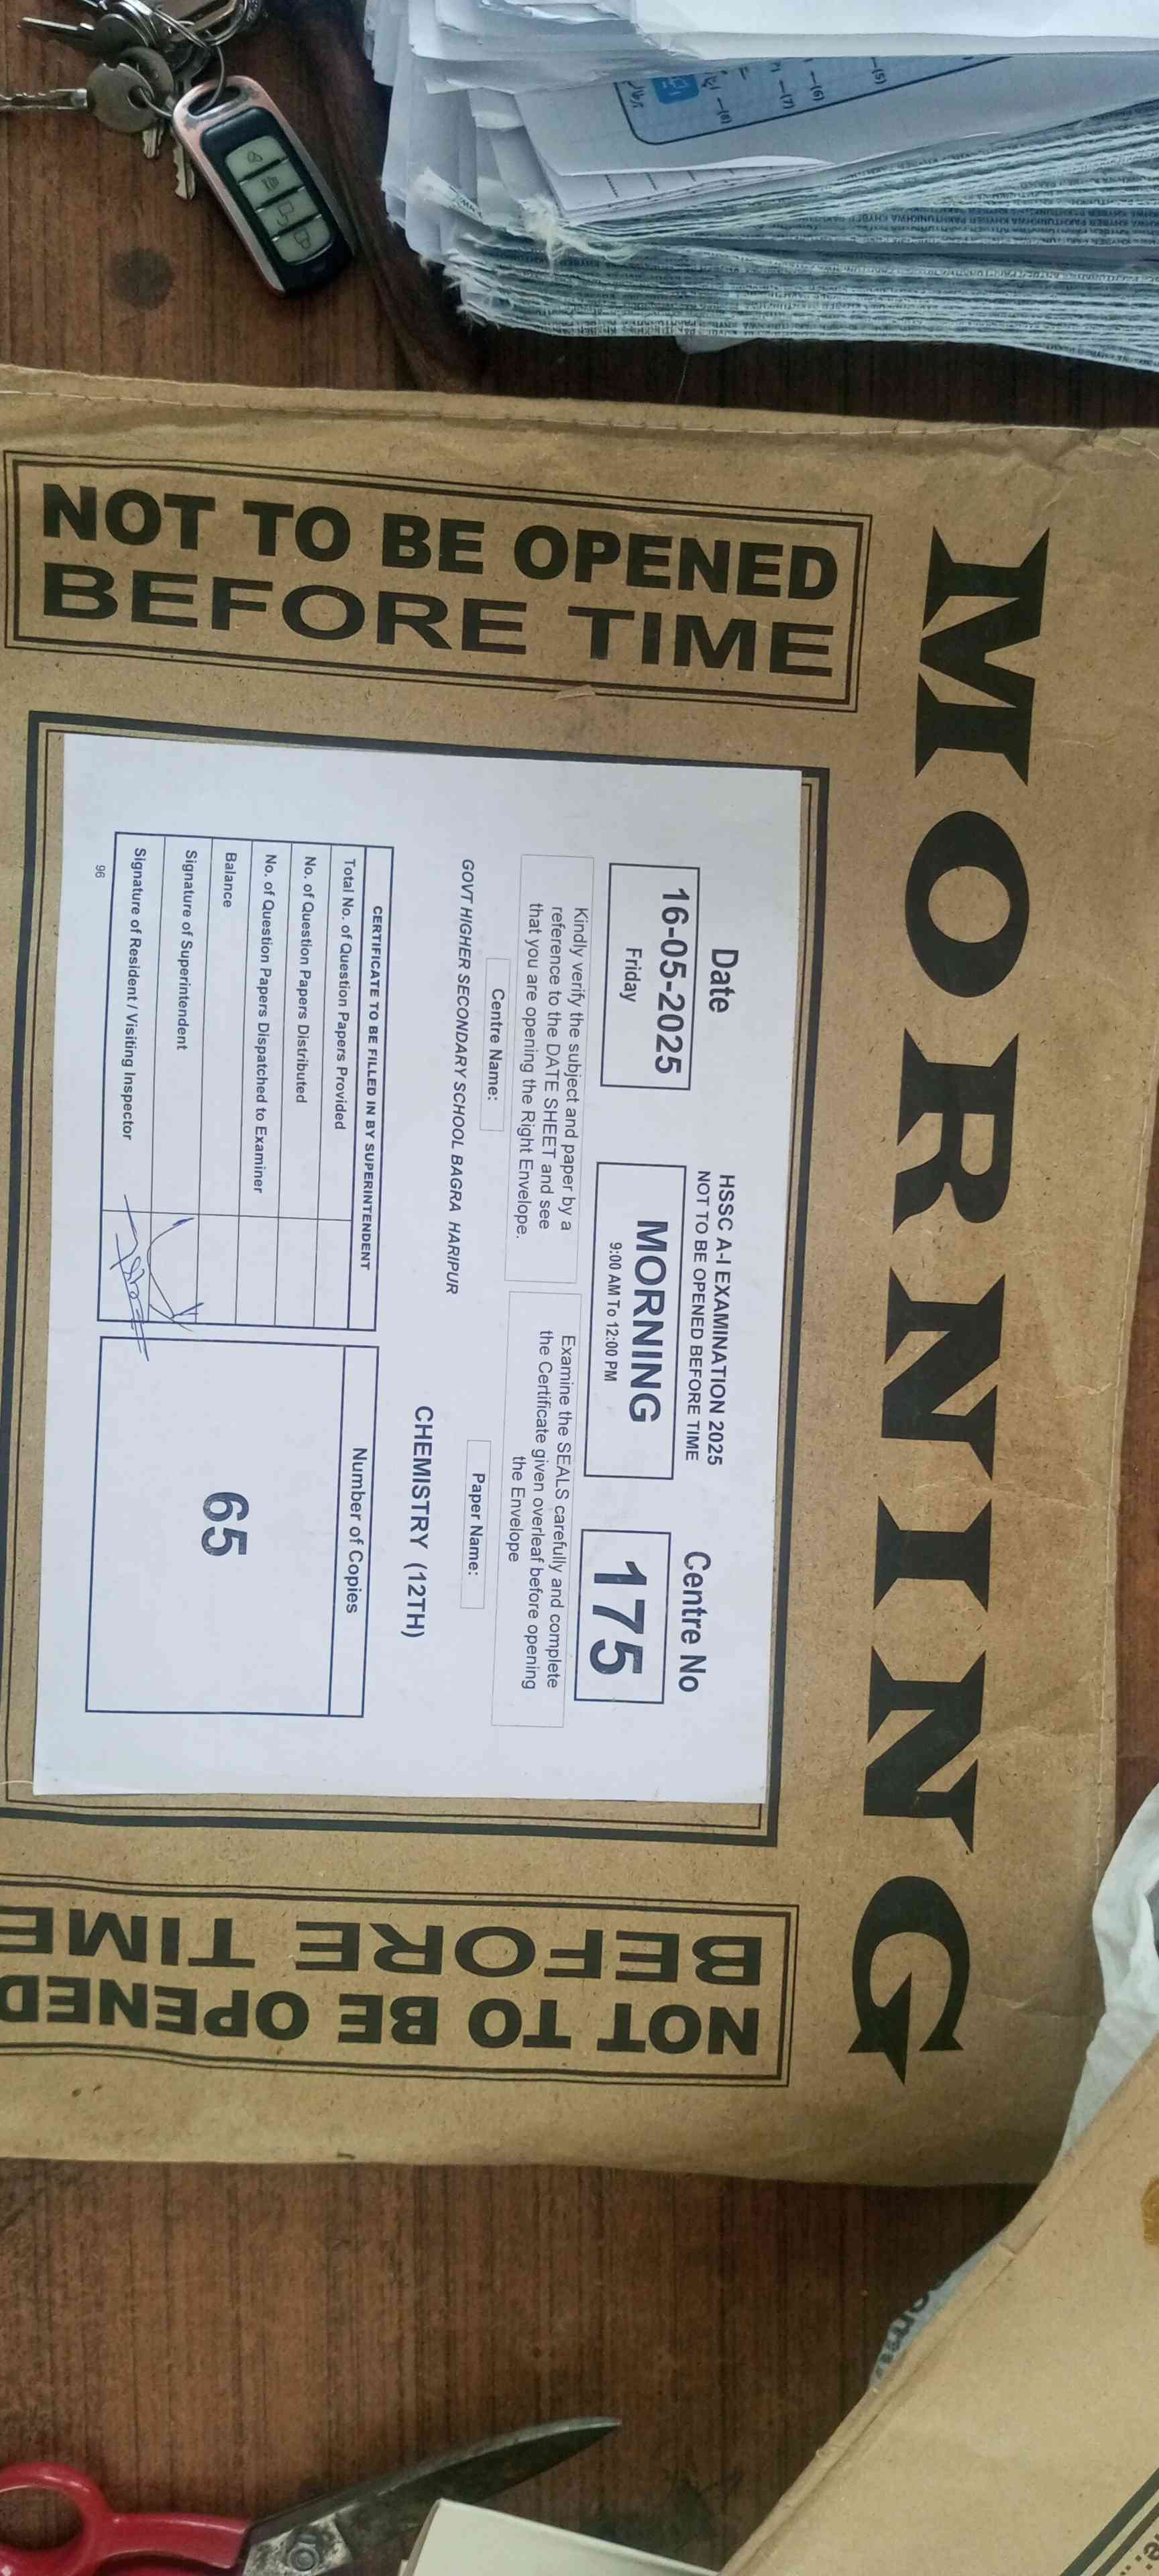 MORNING
NOT TO BE OPENED
BEFORE TIME
Date
16-05-2025
Friday
HSSC A-I EXAMINATION 2025
NOT TO BE OPENED BEFORE TIME
MORNING
9:00 AM To 12:00 PM
Centre No
175
Kindly verify the subject and paper by a
reference to the DATE SHEET and see
that you are opening the Right Envelope.
Examine the SEALS carefully and complete
the Certificate given overleaf before opening
the Envelope
Centre Name:
GOVT HIGHER SECONDARY SCHOOL BAGRA HARIPUR
Paper Name:
CHEMISTRY (12TH)
CERTIFICATE TO BE FILLED IN BY SUPERINTENDENT
Total No. of Question Papers Provided
No. of Question Papers Distributed
No. of Question Papers Dispatched to Examiner
Balance
Signature of Superintendent
Signature of Resident / Visiting Inspector
Number of Copies
65
96
NOT TO BE OPENED
BEFORE TIME
(5)
(6)
(7)
(8)